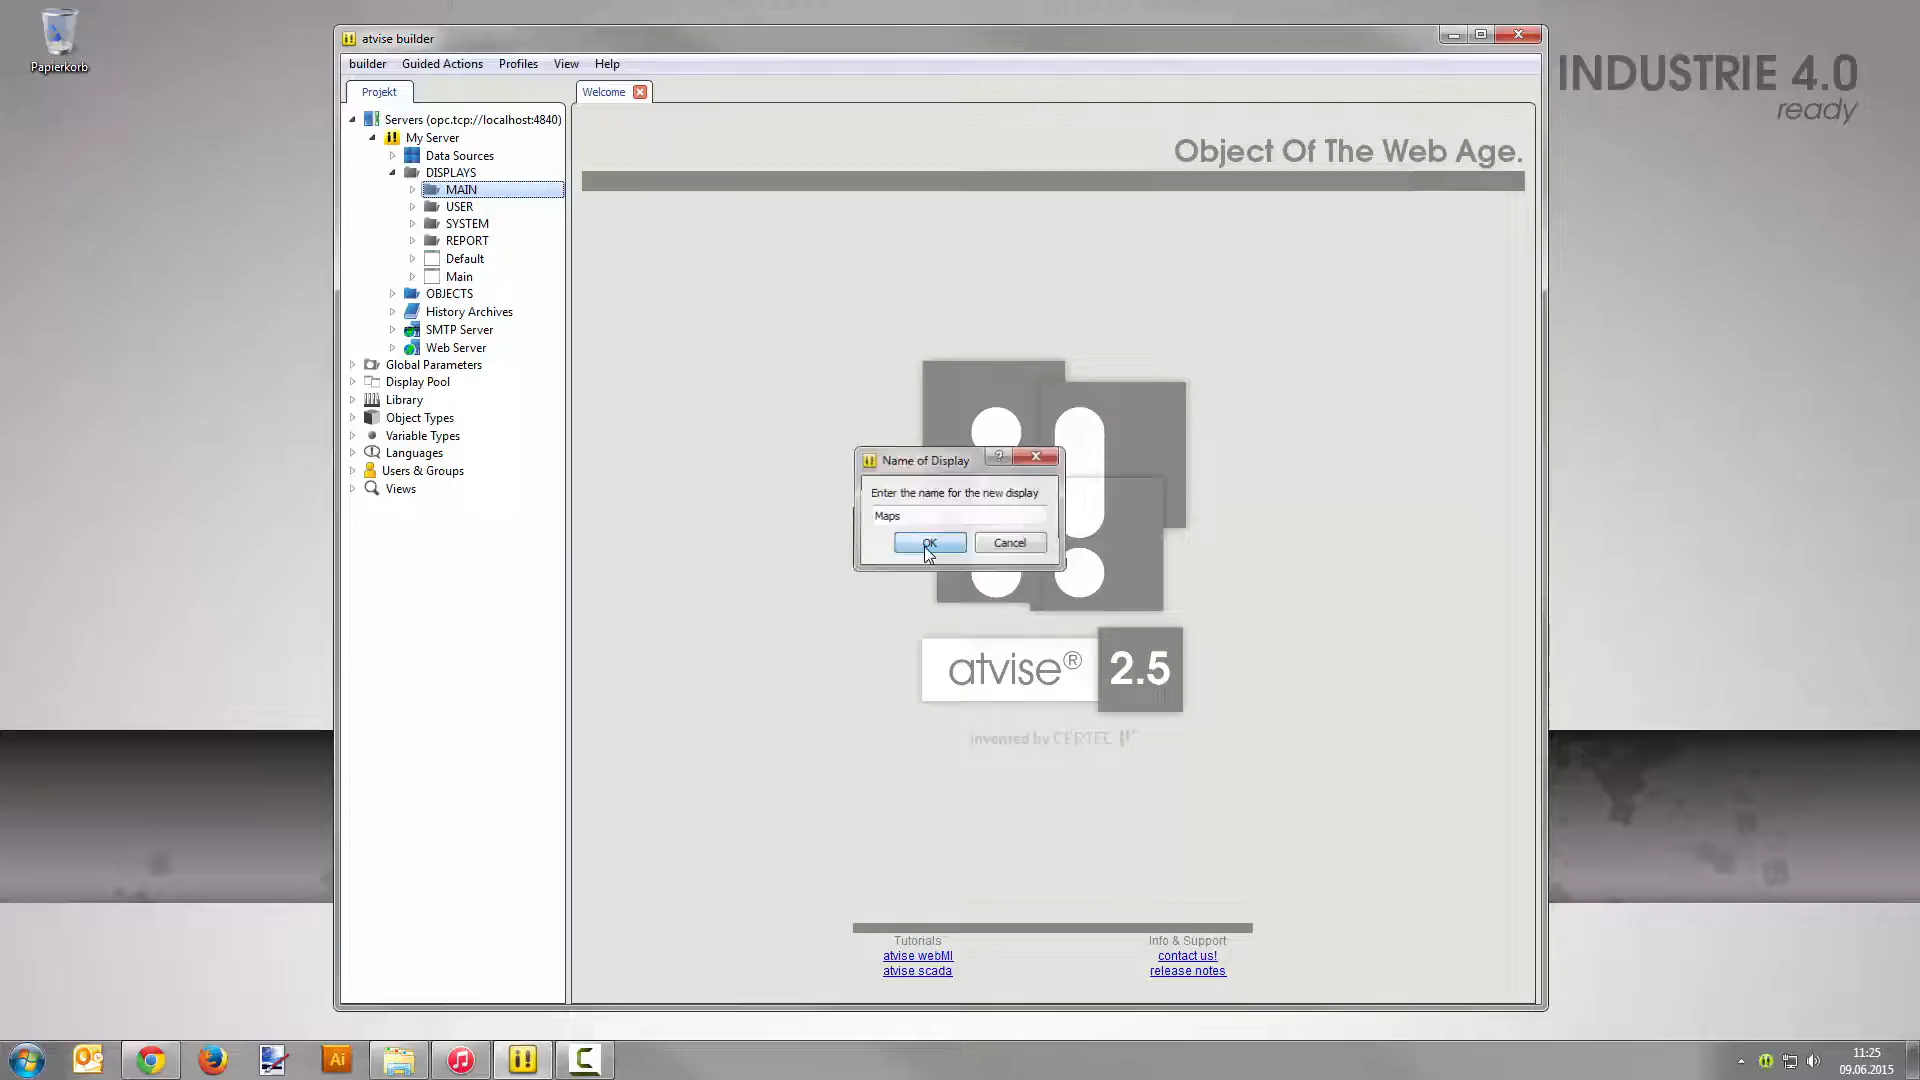 Papierkorb
atvise builder
builder Guided Actions Profiles View Help
INDUSTRIE 4.0
ready
Projekt
Welcome
Servers (opc.tcp://localhost:4840)
My Server
Data Sources
DISPLAYS
MAIN
USER
SYSTEM
REPORT
Default
Main
OBJECTS
History Archives
SMTP Server
Web Server
Global Parameters
Display Pool
Library
Object Types
Variable Types
Languages
Users & Groups
Views
Object Of The Web Age.
Name of Display
Enter the name for the new display
Maps
OK Cancel
atvise® 2.5
invented by CERTEC
Tutorials
atvise webMI
atvise scada
Info & Support
contact us!
release notes
Ai
11:25
09.06.2015